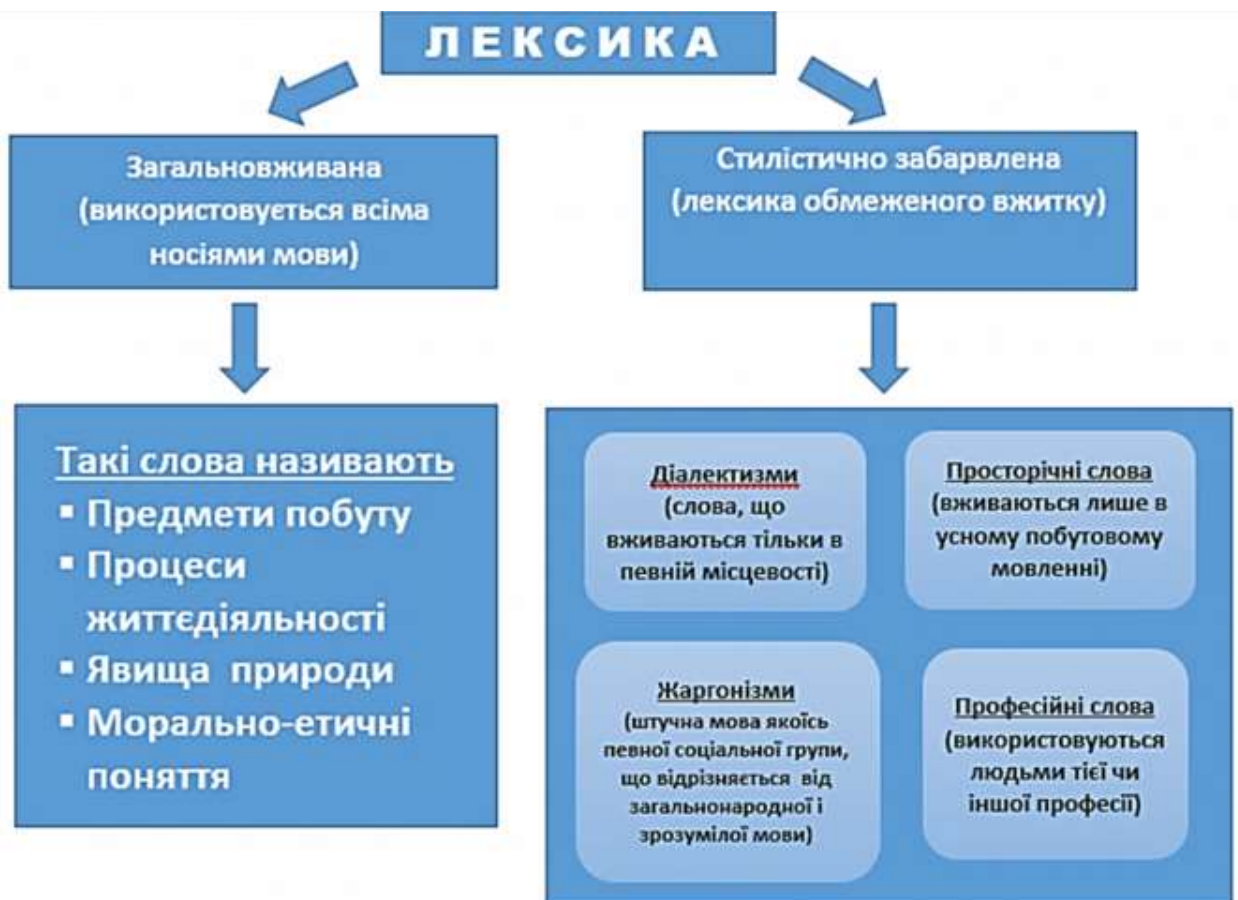 ЛЕКСИКА
Загальновживана
(використовується всіма
носіями мови)
Стилістично забарвлена
(лексика обмеженого вжитку)
Такі слова називають
▪ Предмети побуту
▪ Процеси
життєдіяльності
▪ Явища природи
▪ Морально-етичні
поняття
Діалектизми
(слова, що
вживаються тільки в
певній місцевості)
Просторічні слова
(вживаються лише в
усному побутовому
мовленні)
Жаргонізми
(штучна мова якоїсь
певної соціальної групи,
що відрізняється від
загальнонародної і
зрозумілої мови)
Професійні слова
(використовуються
людьми тієї чи
іншої професії)